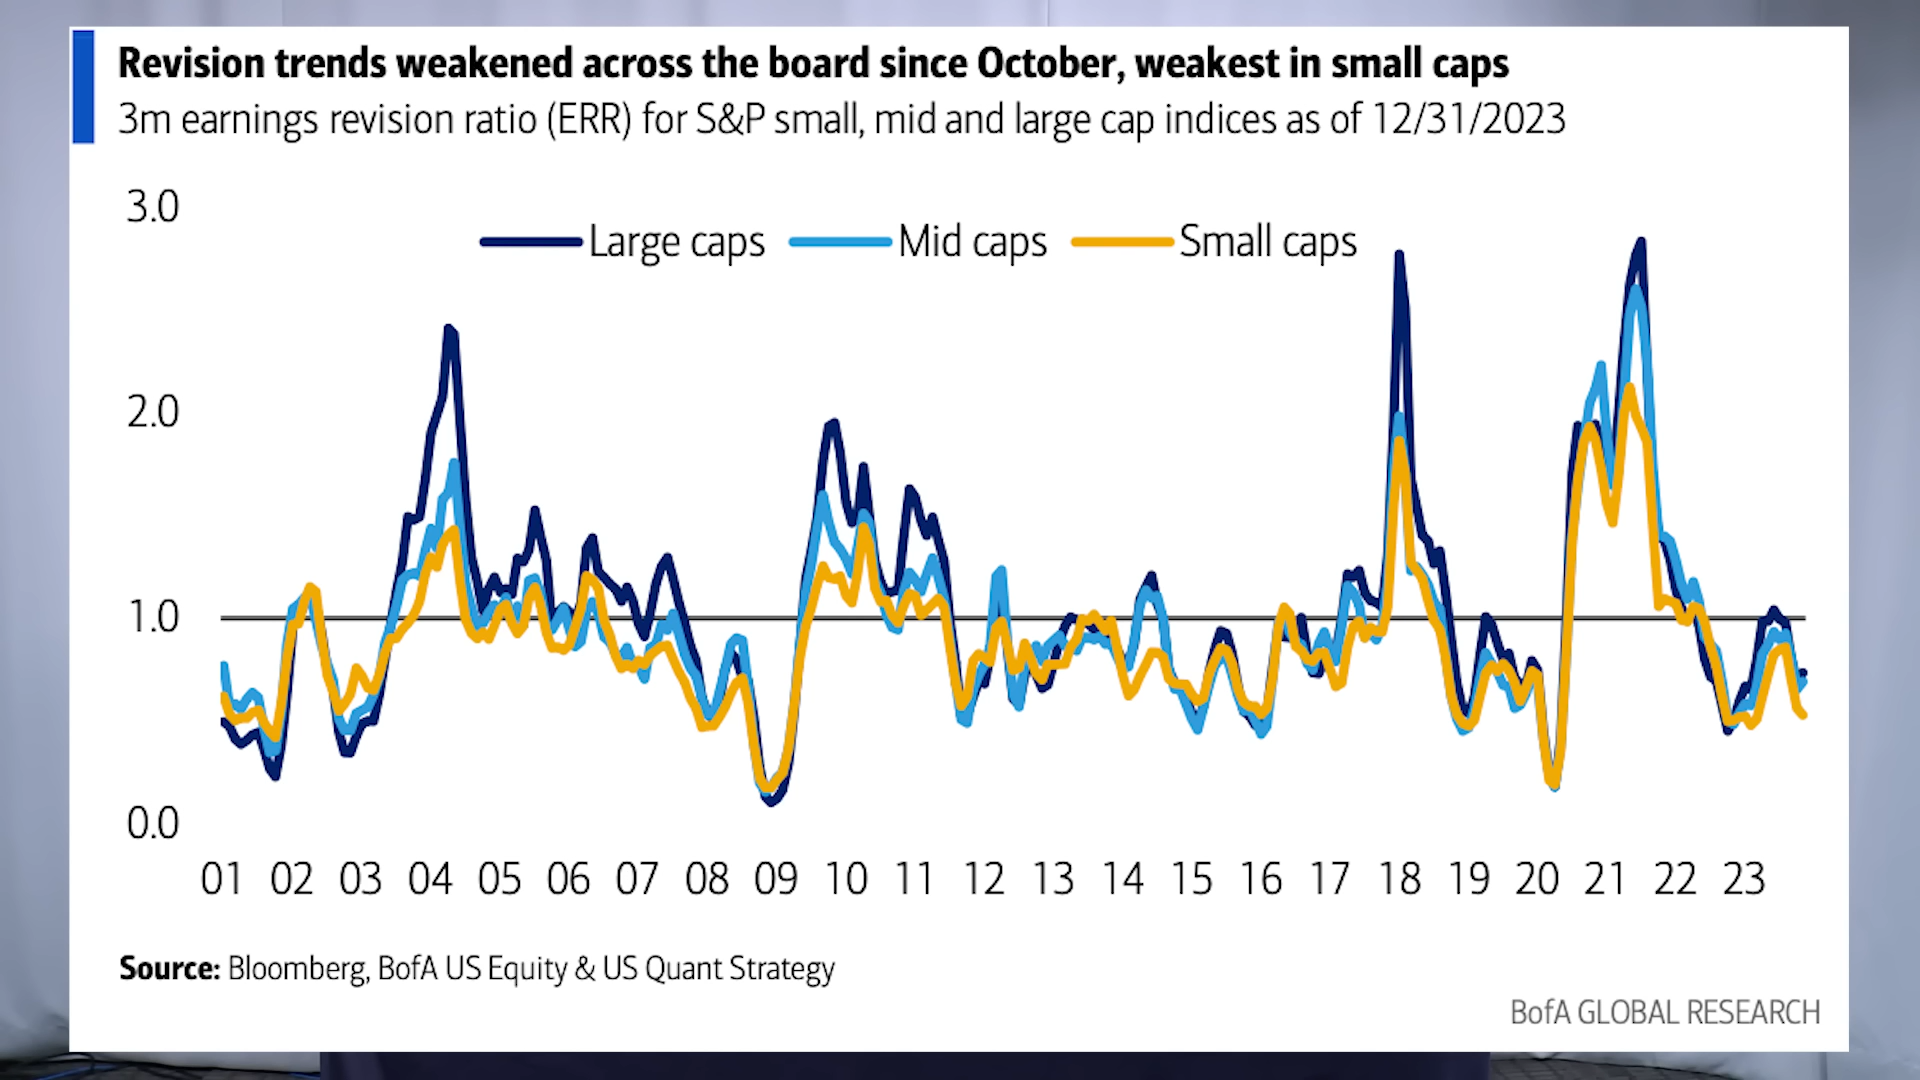 Revision trends weakened across the board since October, weakest in small caps
3m earnings revision ratio (ERR) for S&P small, mid and large cap indices as of 12/31/2023
3.0
Large caps Mid caps Small caps
2.0
1.0
0.0
01 02 03 04 05 06 07 08 09 10 11 12 13 14 15 16 17 18 19 20 21 22 23
Source: Bloomberg, BofA US Equity & US Quant Strategy
BofA GLOBAL RESEARCH